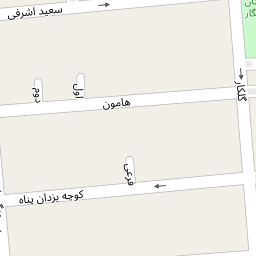 سعید اشرفی
دوم
اول
هامون
گلکار
فرعی
کوچه یزدان پناه